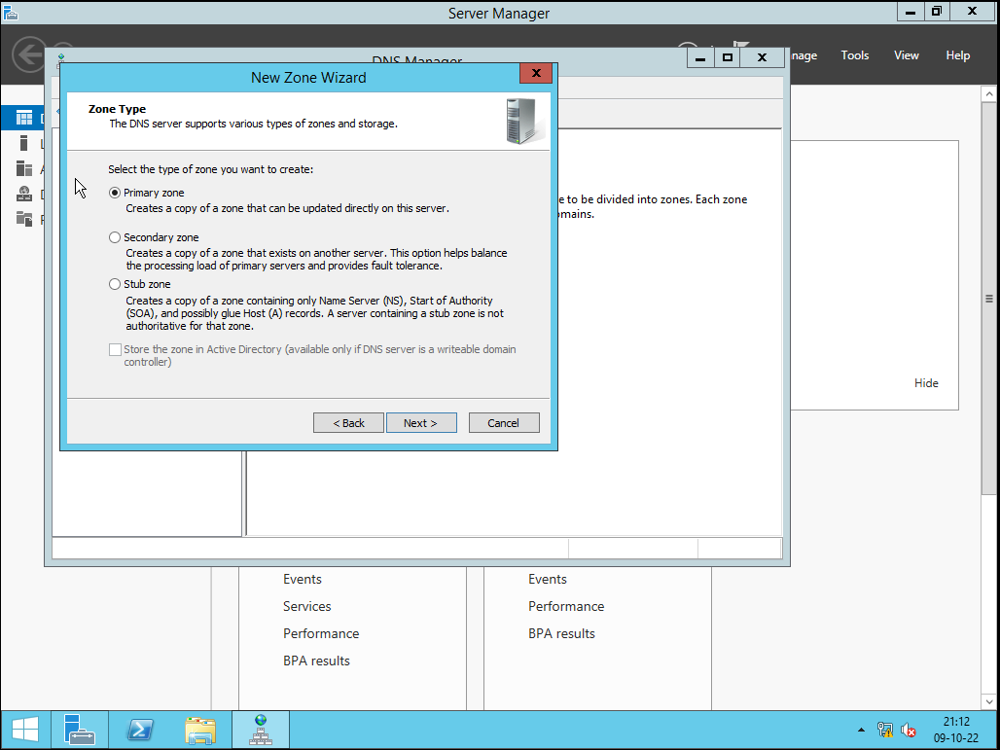 Server Manager
Tools
View
Help
DNS Manager
New Zone Wizard
Zone Type
The DNS server supports various types of zones and storage.
Select the type of zone you want to create:
Primary zone
Creates a copy of a zone that can be updated directly on this server.
Secondary zone
Creates a copy of a zone that exists on another server. This option helps balance
the processing load of primary servers and provides fault tolerance.
Stub zone
Creates a copy of a zone containing only Name Server (NS), Start of Authority
(SOA), and possibly glue Host (A) records. A server containing a stub zone is not
authoritative for that zone.
Store the zone in Active Directory (available only if DNS server is a writeable domain
controller)
< Back
Next >
Cancel
e to be divided into zones. Each zone
mains.
Hide
Events
Services
Performance
BPA results
Events
Performance
BPA results
21:12
09-10-22